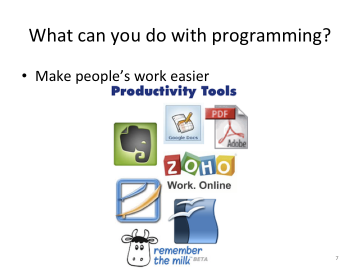 What can you do with programming?
• Make people's work easier
Productivity Tools
Google Docs
PDF
Adobe
ZOHO
Work. Online
remember
the milk BETA
7